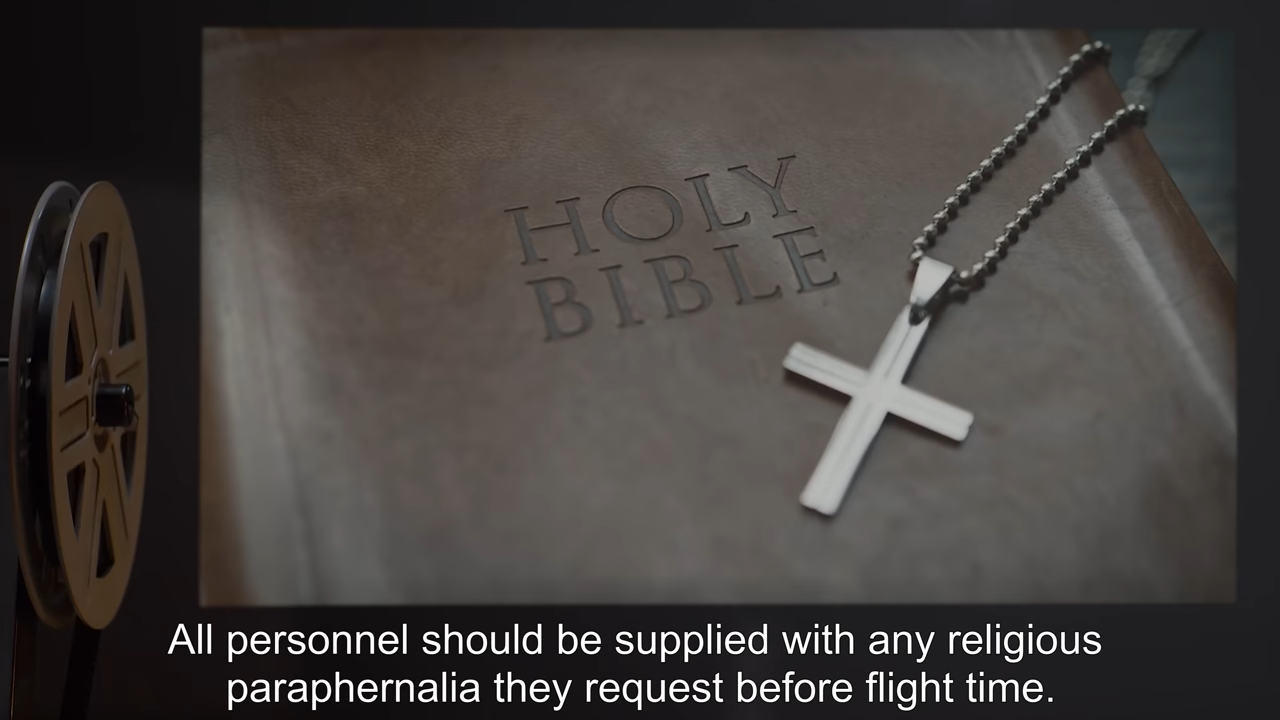 HOLY
BIBLE
All personnel should be supplied with any religious
paraphernalia they request before flight time.